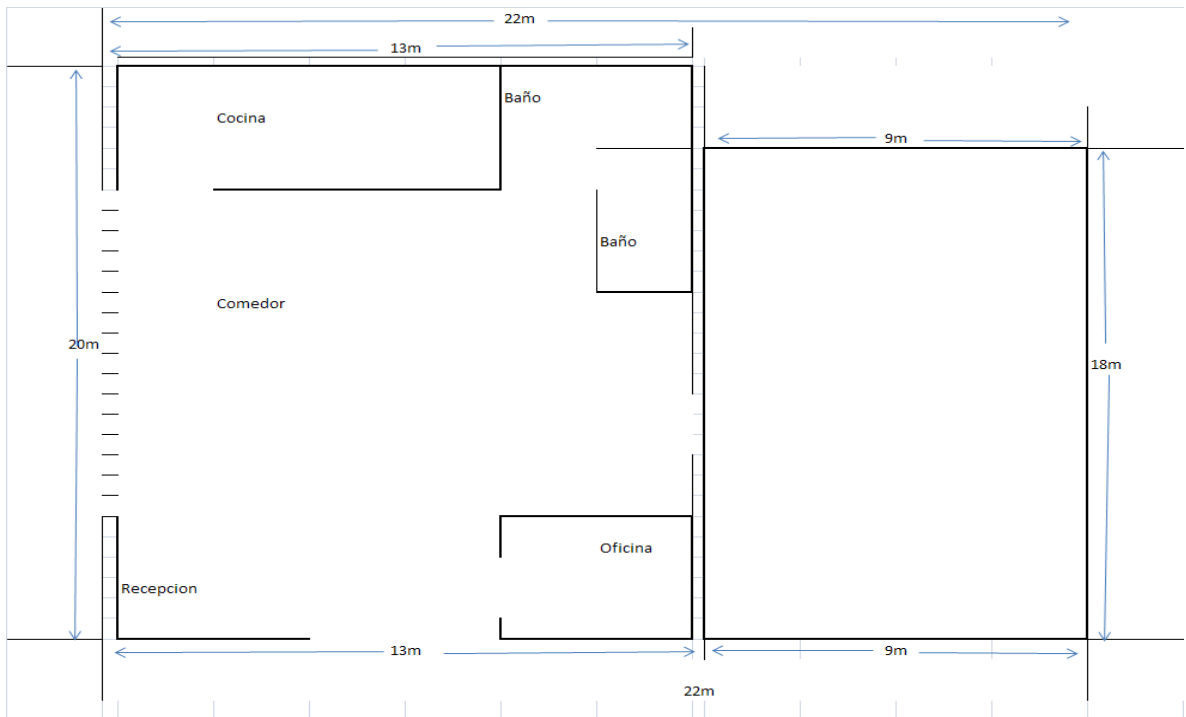 22m
13m
Baño
Cocina
9m
Baño
Comedor
20m
18m
Oficina
Recepcion
13m
9m
22m